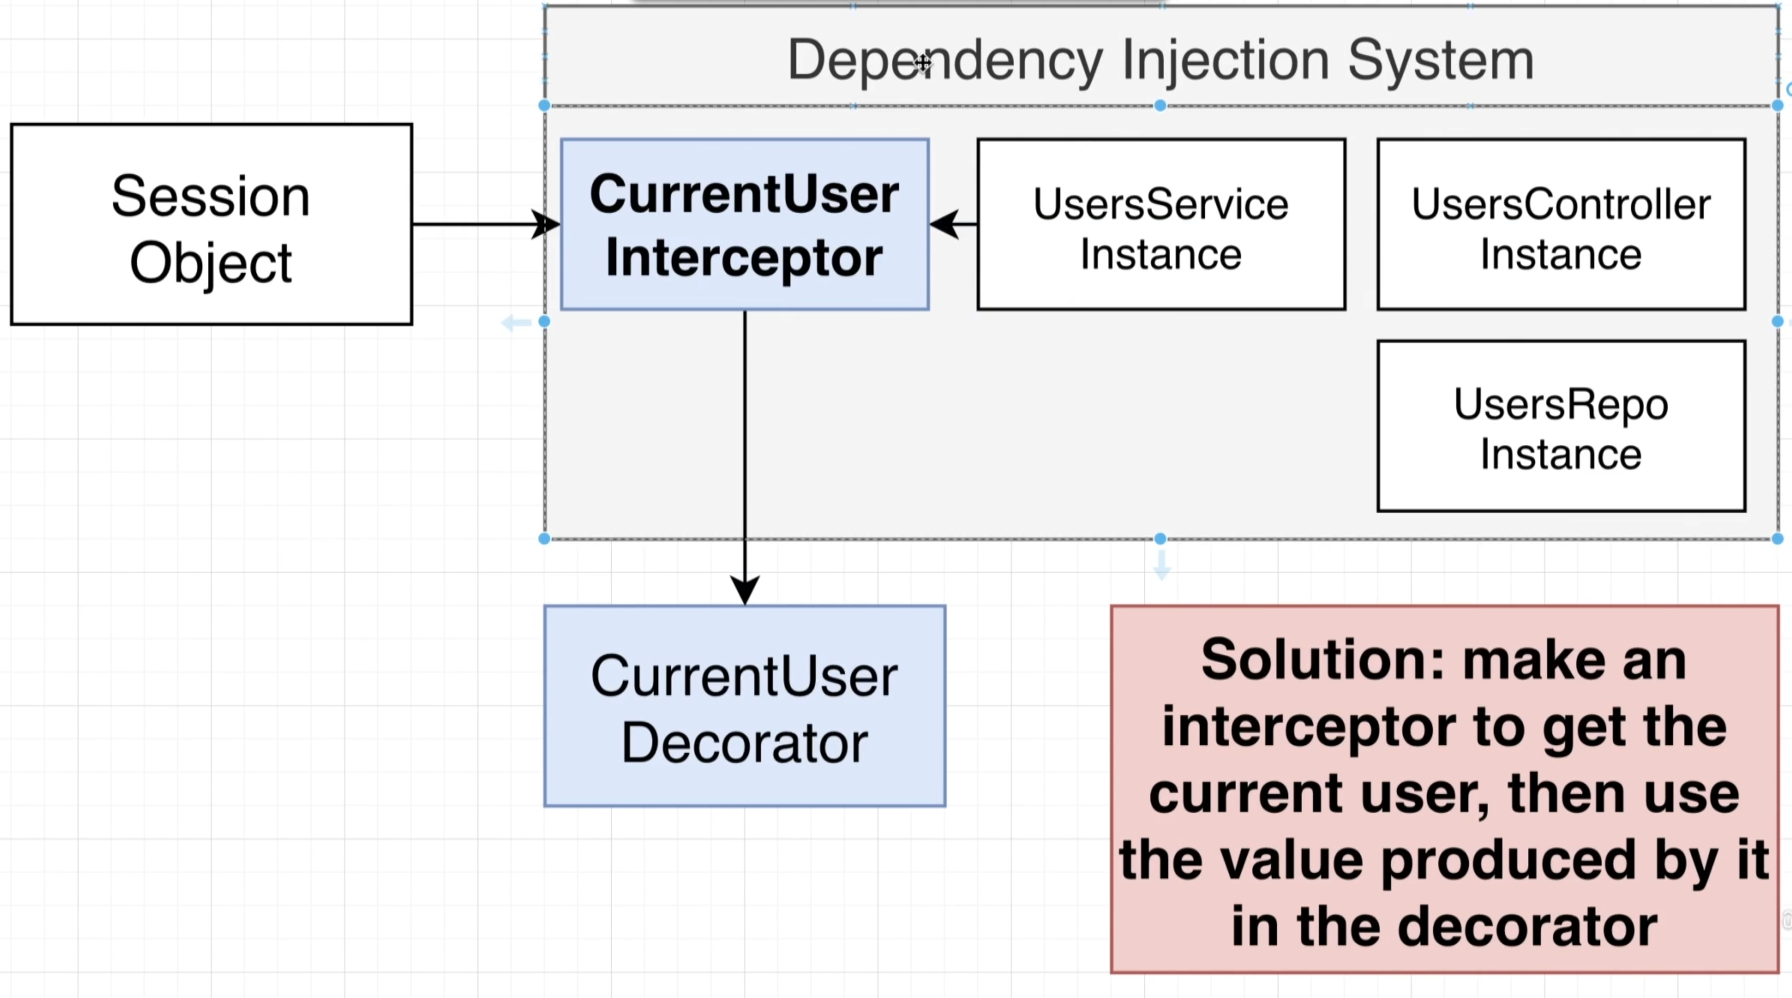 Dependency Injection System
Session
Object
CurrentUser
Interceptor
UsersService
Instance
UsersController
Instance
UsersRepo
Instance
CurrentUser
Decorator
Solution: make an
interceptor to get the
current user, then use
the value produced by it
in the decorator